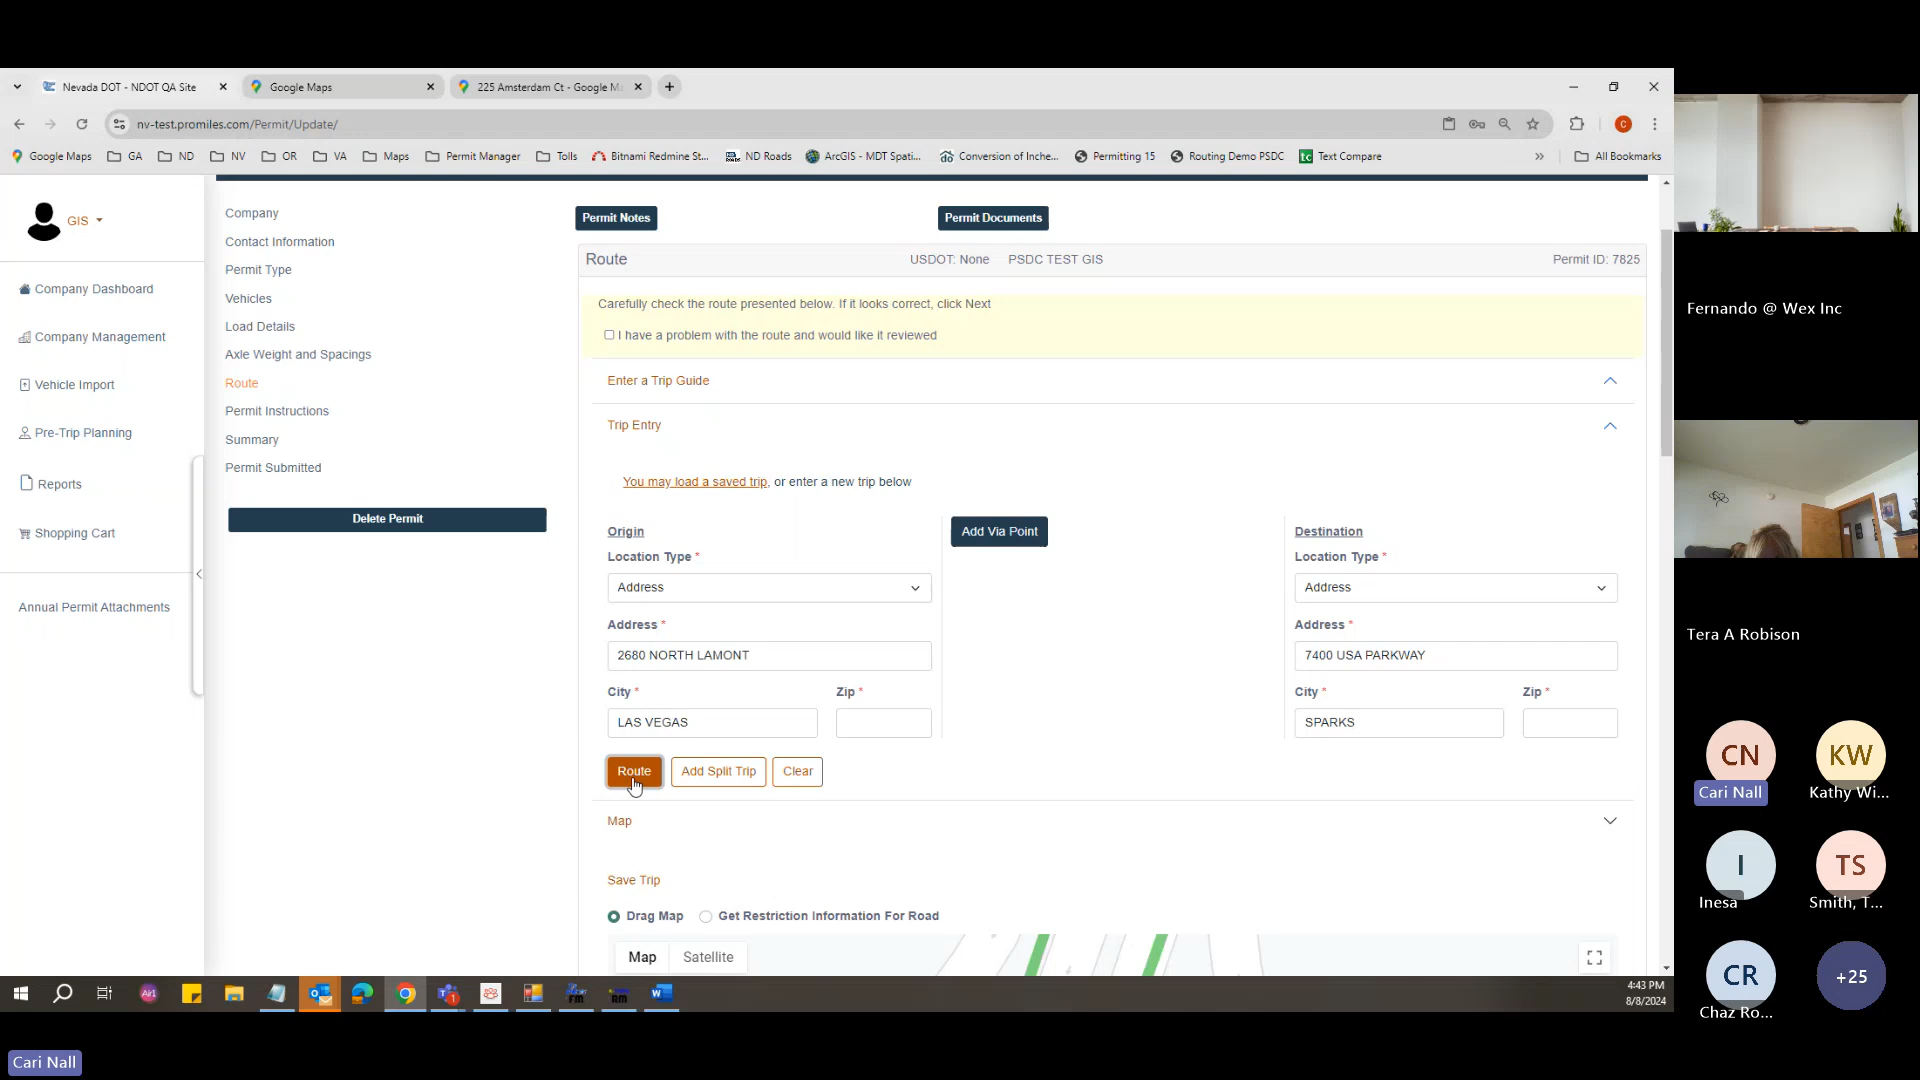 Nevada DOT - NDOT QA Site
Google Maps
225 Amsterdam Ct - Google M
nv-test.promiles.com/Permit/Update/
C
Google Maps
GA
ND
NV
OR
VA
Maps
Permit Manager
Tolls
Bitnami Redmine St...
ND Roads
ArcGIS - MDT Spati...
Conversion of Inche...
Permitting 15
Routing Demo PSDC
tc Text Compare
All Bookmarks
GIS
Company Dashboard
Company Management
Vehicle Import
Pre-Trip Planning
Reports
Shopping Cart
Annual Permit Attachments
Company
Contact Information
Permit Type
Vehicles
Load Details
Axle Weight and Spacings
Route
Permit Instructions
Summary
Permit Submitted
Delete Permit
Permit Notes
Permit Documents
Route
USDOT: None
PSDC TEST GIS
Permit ID: 7825
Carefully check the route presented below. If it looks correct, click Next
I have a problem with the route and would like it reviewed
Enter a Trip Guide
Trip Entry
You may load a saved trip, or enter a new trip below
Origin
Add Via Point
Destination
Location Type *
Location Type *
Address
Address
Address *
Address *
2680 NORTH LAMONT
7400 USA PARKWAY
City *
Zip *
City *
Zip *
LAS VEGAS
SPARKS
Route
Add Split Trip
Clear
Map
Save Trip
Drag Map
Get Restriction Information For Road
Map
Satellite
4:43 PM
8/8/2024
Cari Nall
Fernando @ Wex Inc
Tera A Robison
CN
Cari Nall
KW
Kathy Wi...
I
Inesa
TS
Smith, T...
CR
Chaz Ro...
+25